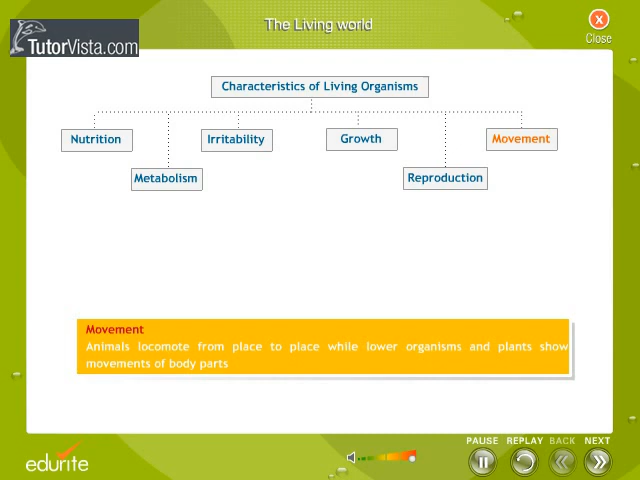 The Living world
Close
TutorVista.com
Characteristics of Living Organisms
Nutrition
Irritability
Growth
Movement
Metabolism
Reproduction
Movement
Animals locomote from place to place while lower organisms and plants show
movements of body parts
PAUSE REPLAY BACK NEXT
edurite